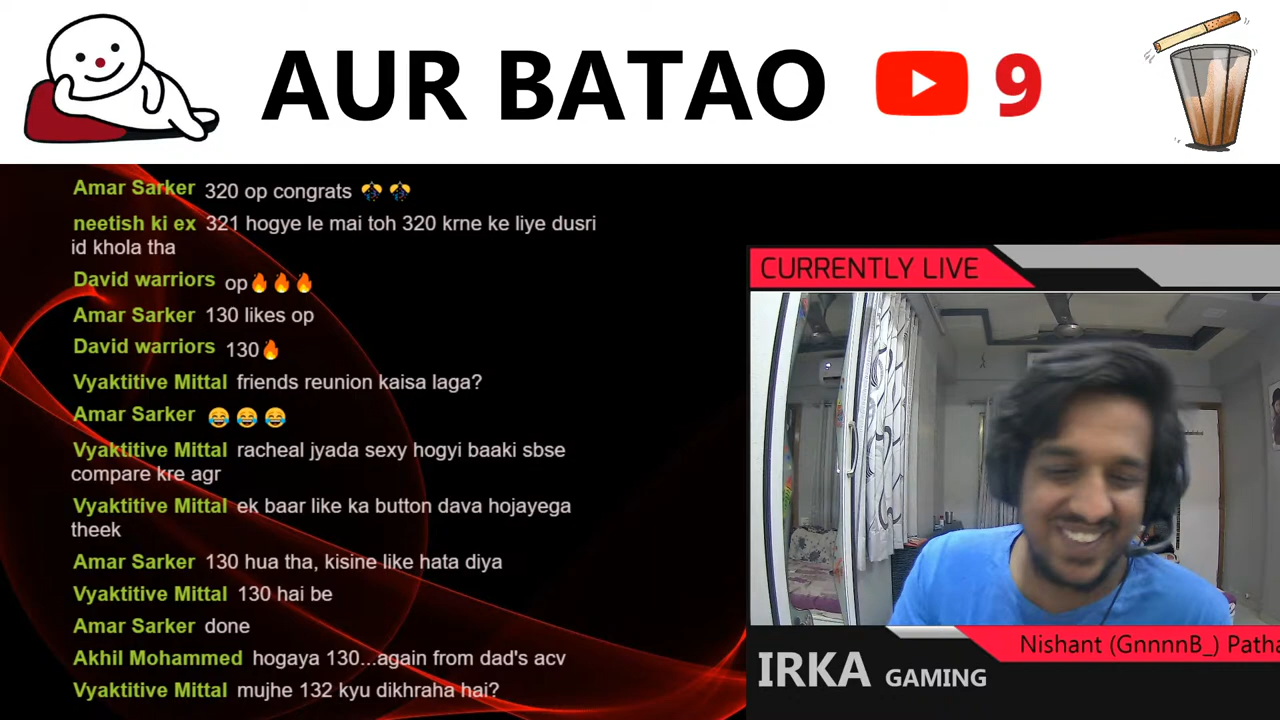 AUR BATAO 9
Amar Sarker 320 op congrats 🎊 🎊
neetish ki ex 321 hogye le mai toh 320 krne ke liye dusri
id khola tha
David warriors op🔥🔥🔥
Amar Sarker 130 likes op
David warriors 130🔥
Vyaktitive Mittal friends reunion kaisa laga?
Amar Sarker 😂 😂 😂
Vyaktitive Mittal racheal jyada sexy hogyi baaki sbse
compare kre agr
Vyaktitive Mittal ek baar like ka button dava hojayega
theek
Amar Sarker 130 hua tha, kisine like hata diya
Vyaktitive Mittal 130 hai be
Amar Sarker done
Akhil Mohammed hogaya 130...again from dad's acv
Vyaktitive Mittal mujhe 132 kyu dikhraha hai?
CURRENTLY LIVE
Nishant (GnnnnB_) Patha
IRKA GAMING